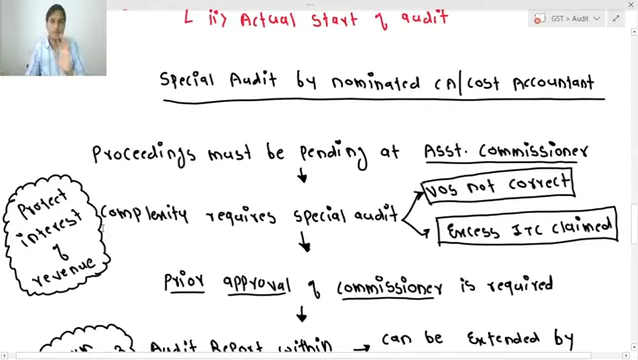 ii) Actual start of audit
GST > Audit
Special Audit by nominated CA/Cost Accountant
Proceedings must be pending at Asst. Commissioner
VOS not correct
Complexity requires special audit
Excess ITC claimed
Protect
interest
of
revenue
Prior approval of commissioner is required
Audit Report within → can be Extended by